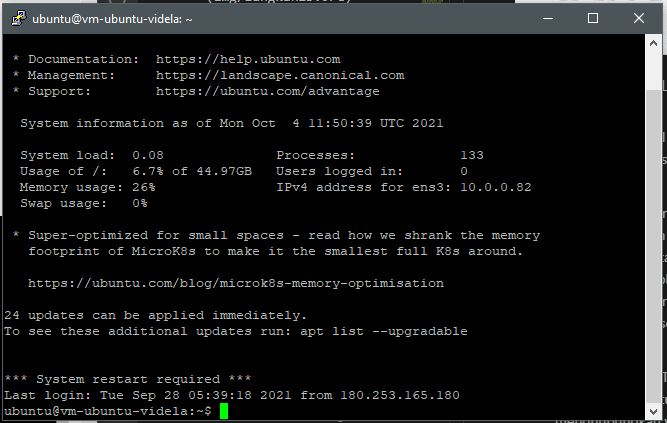 ubuntu@vm-ubuntu-videla: ~
* Documentation:  https://help.ubuntu.com
* Management:     https://landscape.canonical.com
* Support:        https://ubuntu.com/advantage
System information as of Mon Oct  4 11:50:39 UTC 2021
System load:  0.08              Processes:             133
Usage of /:   6.7% of 44.97GB   Users logged in:       0
Memory usage: 26%               IPv4 address for ens3: 10.0.0.82
Swap usage:   0%
* Super-optimized for small spaces - read how we shrank the memory
footprint of MicroK8s to make it the smallest full K8s around.
https://ubuntu.com/blog/microk8s-memory-optimisation
24 updates can be applied immediately.
To see these additional updates run: apt list --upgradable
*** System restart required ***
Last login: Tue Sep 28 05:39:18 2021 from 180.253.165.180
ubuntu@vm-ubuntu-videla:~$